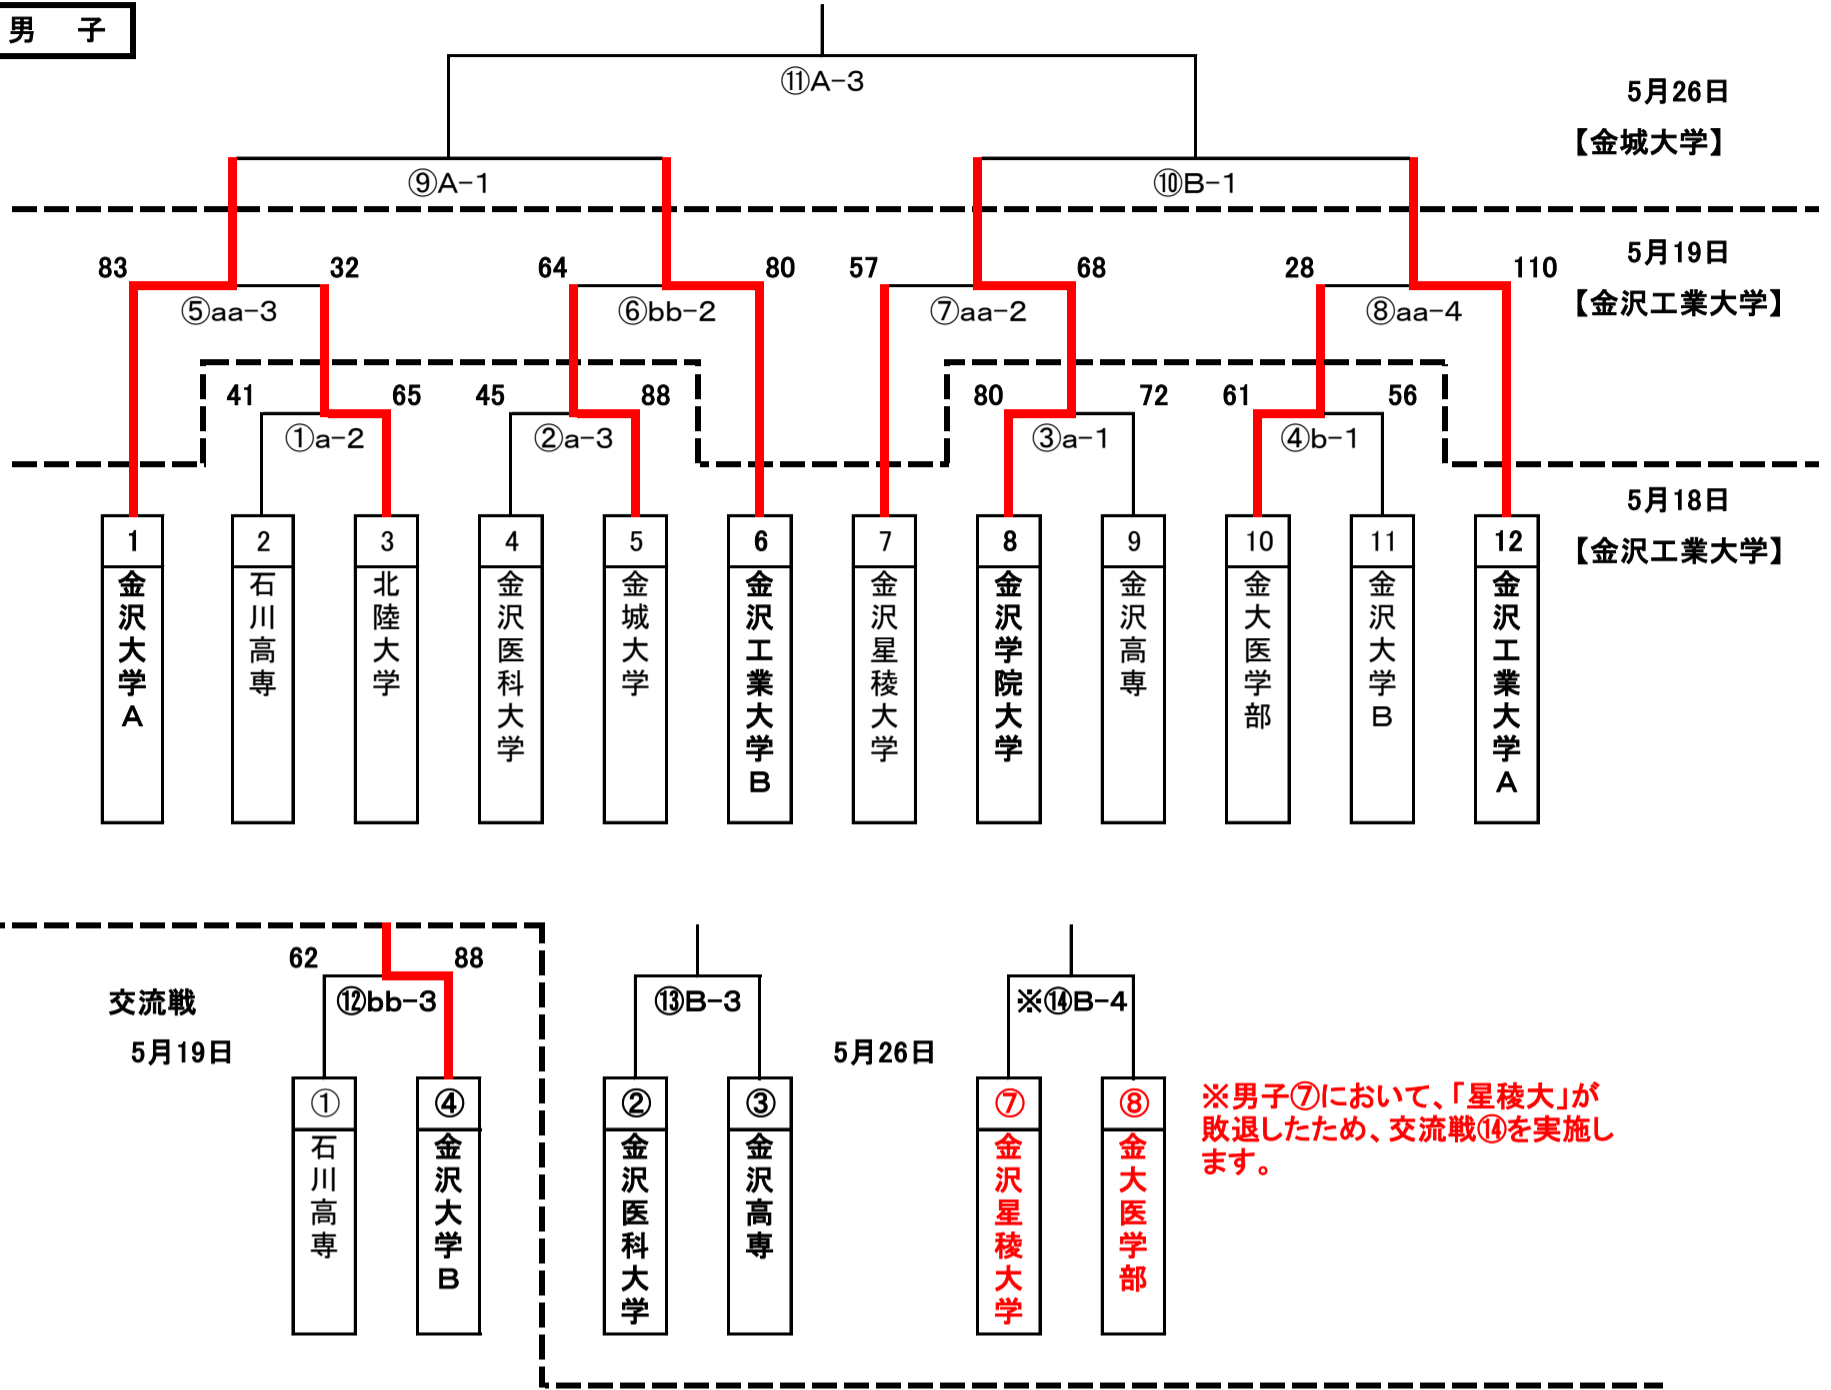 男 子
⑪A-3
5月26日
【金城大学】
⑨A-1
⑩B-1
83
32
64
80
57
68
28
110
5月19日
【金沢工業大学】
⑤aa-3
⑥bb-2
⑦aa-2
⑧aa-4
41
65
45
88
80
72
61
56
①a-2
②a-3
③a-1
④b-1
5月18日
【金沢工業大学】
1
2
3
4
5
6
7
8
9
10
11
12
金沢大学A
石川高専
北陸大学
金沢医科大学
金城大学
金沢工業大学B
金沢星稜大学
金沢学院大学
金沢高専
金大医学部
金沢大学B
金沢工業大学A
62
88
交流戦
⑫bb-3
⑬B-3
※⑭B-4
5月19日
5月26日
①
④
②
③
⑦
⑧
石川高専
金沢大学B
金沢医科大学
金沢高専
金沢星稜大学
金大医学部
※男子⑦において、「星稜大」が
敗退したため、交流戦⑭を実施し
ます。